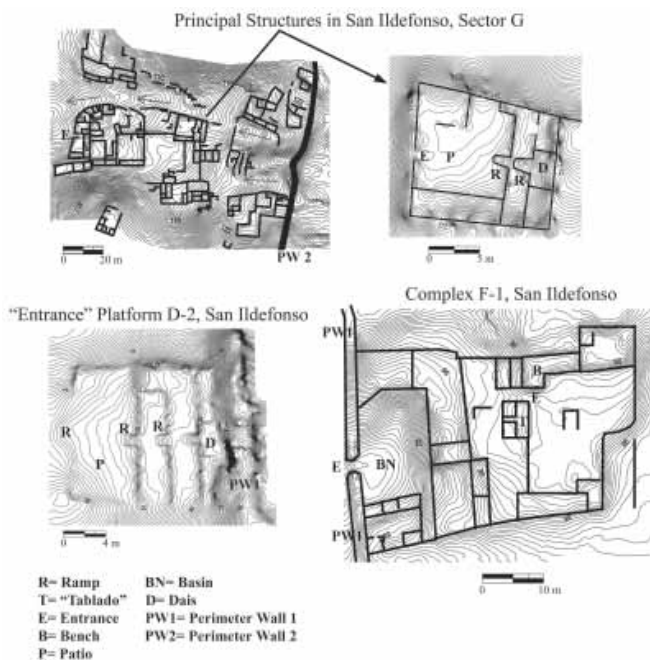 Principal Structures in San Ildefonso, Sector G
E
PW 2
0 20 m
E P R R D
0 5 m
"Entrance" Platform D-2, San Ildefonso
R P R R D
PW1
0 4 m
Complex F-1, San Ildefonso
PW1
B
E
E BN
PW1
0 10 m
R= Ramp BN= Basin
T= "Tablado" D= Dais
E= Entrance PW1= Perimeter Wall 1
B= Bench PW2= Perimeter Wall 2
P= Patio